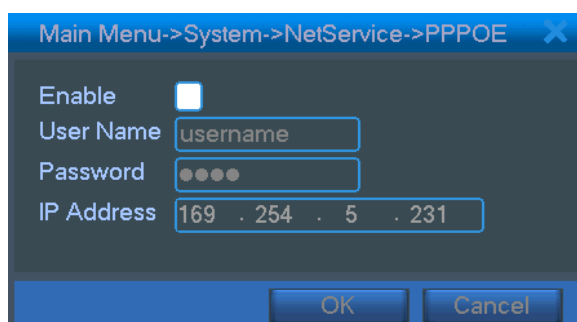 Main Menu->System->NetService->PPPOE
Enable
User Name username
Password ●●●●
IP Address 169 . 254 . 5 . 231
OK Cancel